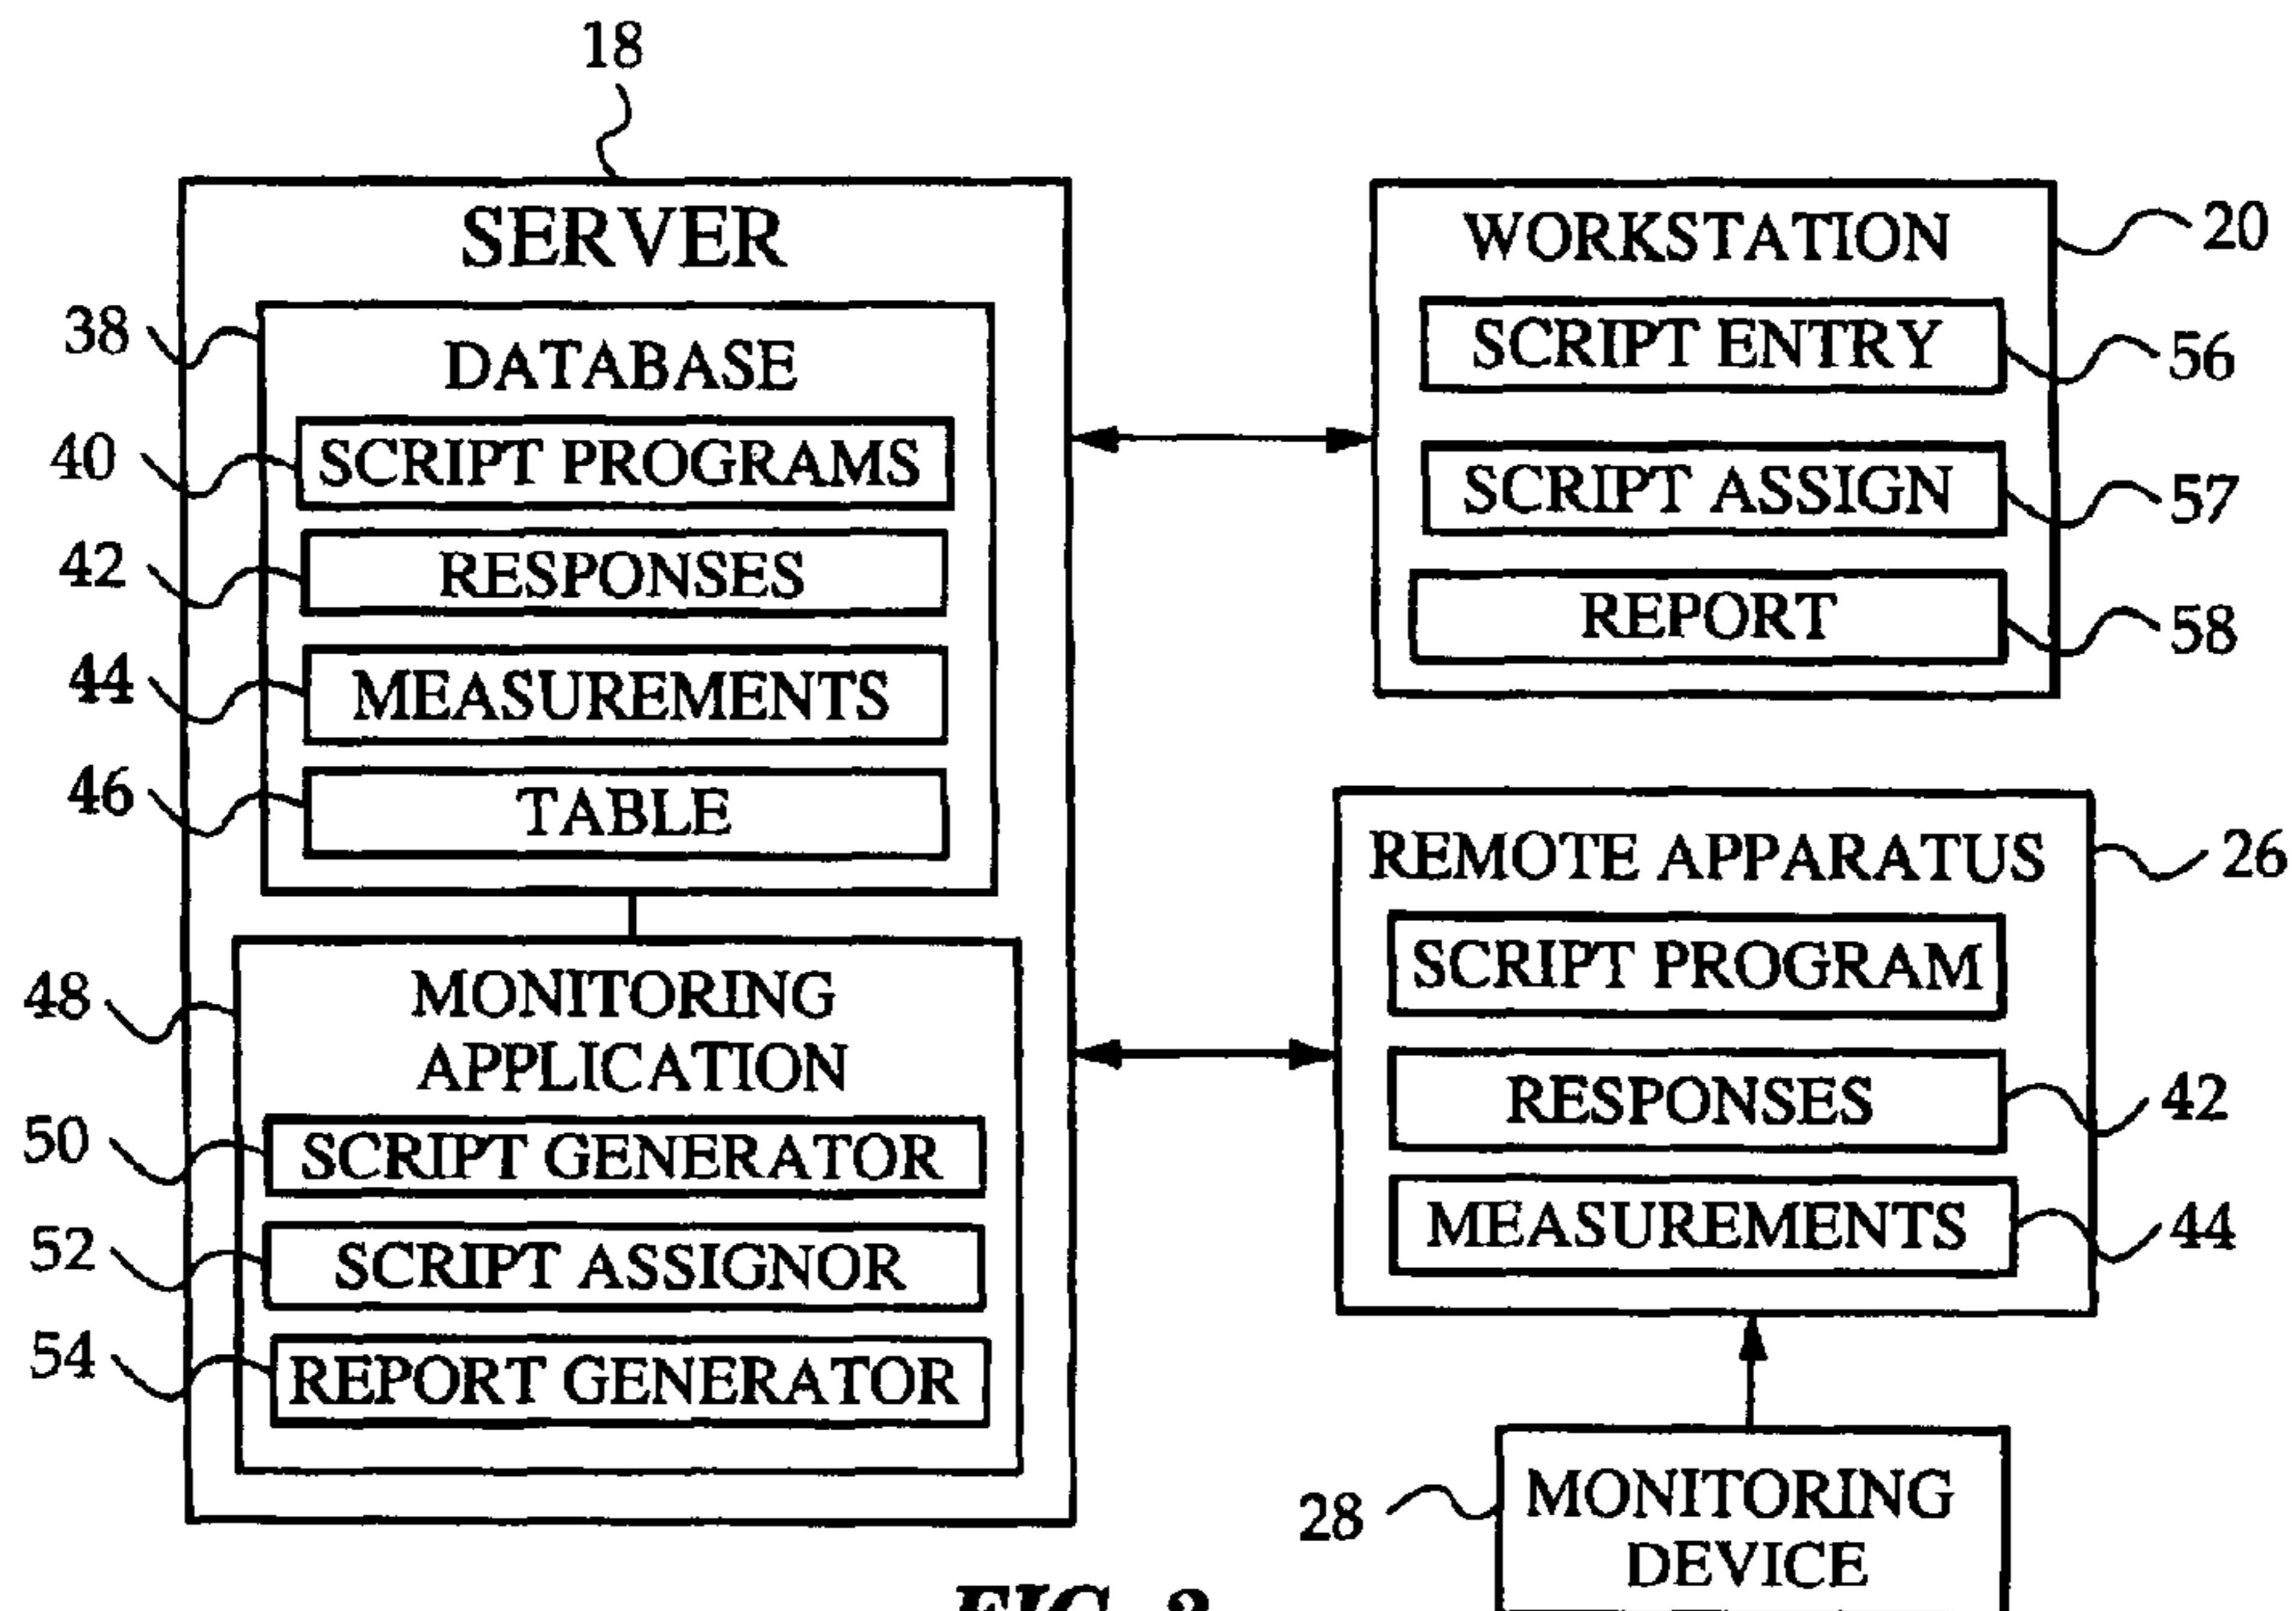 18
SERVER
38
DATABASE
40
SCRIPT PROGRAMS
42
RESPONSES
44
MEASUREMENTS
46
TABLE
48
MONITORING
APPLICATION
50
SCRIPT GENERATOR
52
SCRIPT ASSIGNOR
54
REPORT GENERATOR
WORKSTATION
20
SCRIPT ENTRY
56
SCRIPT ASSIGN
57
REPORT
58
REMOTE APPARATUS
26
SCRIPT PROGRAM
RESPONSES
42
MEASUREMENTS
44
28
MONITORING
DEVICE